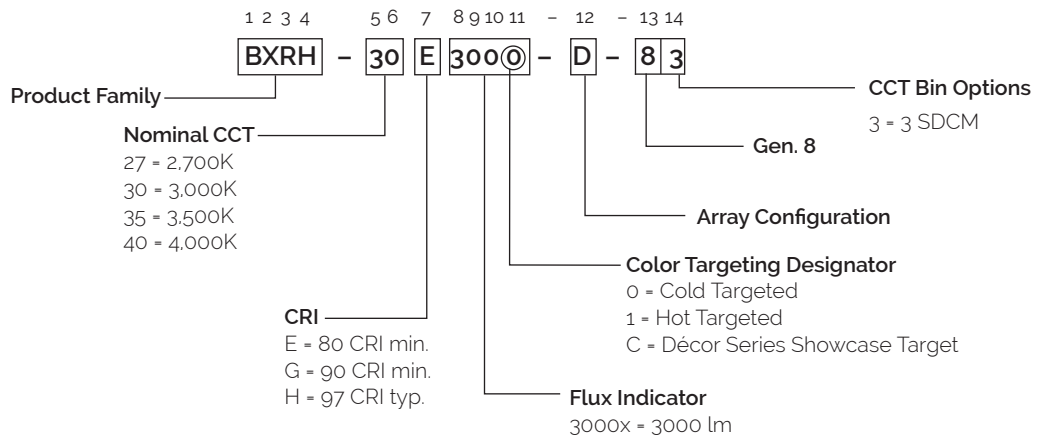 1 2 3 4 5 6 7 8 9 10 11 - 12 - 13 14
BXRH - 30 E 3000 - D - 8 3
Product Family
CCT Bin Options
3 = 3 SDCM
Nominal CCT
27 = 2,700K
30 = 3,000K
35 = 3,500K
40 = 4,000K
Gen. 8
Array Configuration
Color Targeting Designator
0 = Cold Targeted
1 = Hot Targeted
C = Décor Series Showcase Target
CRI
E = 80 CRI min.
G = 90 CRI min.
H = 97 CRI typ.
Flux Indicator
3000x = 3000 lm